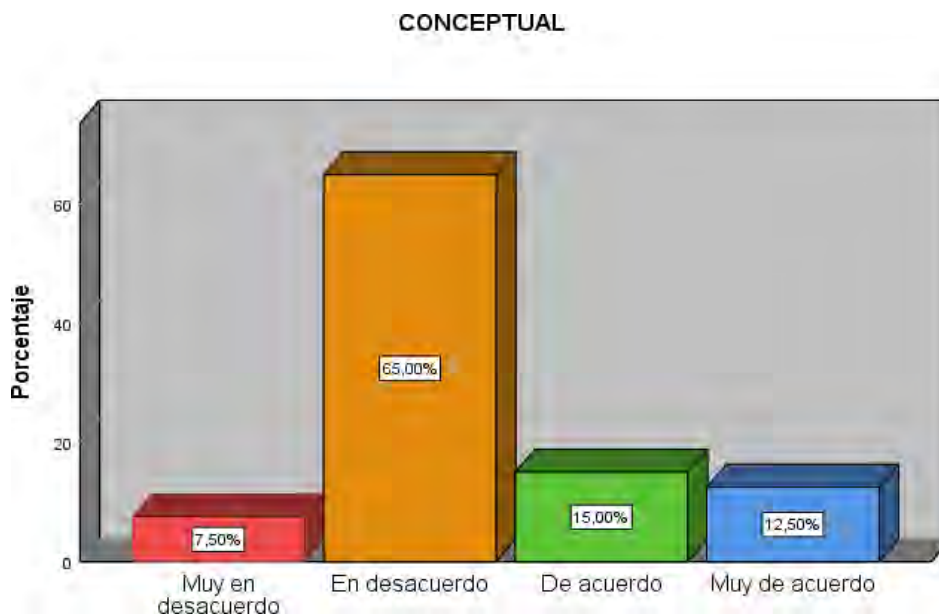 CONCEPTUAL
Porcentaje
60
40
20
0
65,00%
7,50%
15,00%
12,50%
Muy en
desacuerdo
En desacuerdo
De acuerdo
Muy de acuerdo